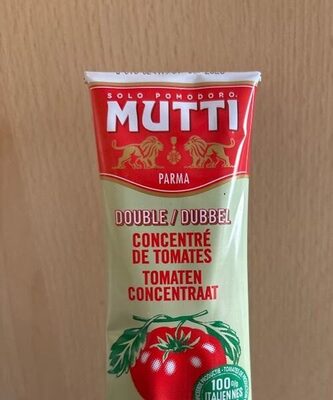 SOLO POMODORO.
MUTTI
PARMA
DOUBLE / DUBBEL
CONCENTRÉ
DE TOMATES
TOMATEN
CONCENTRAAT
100%
ITALIENNES